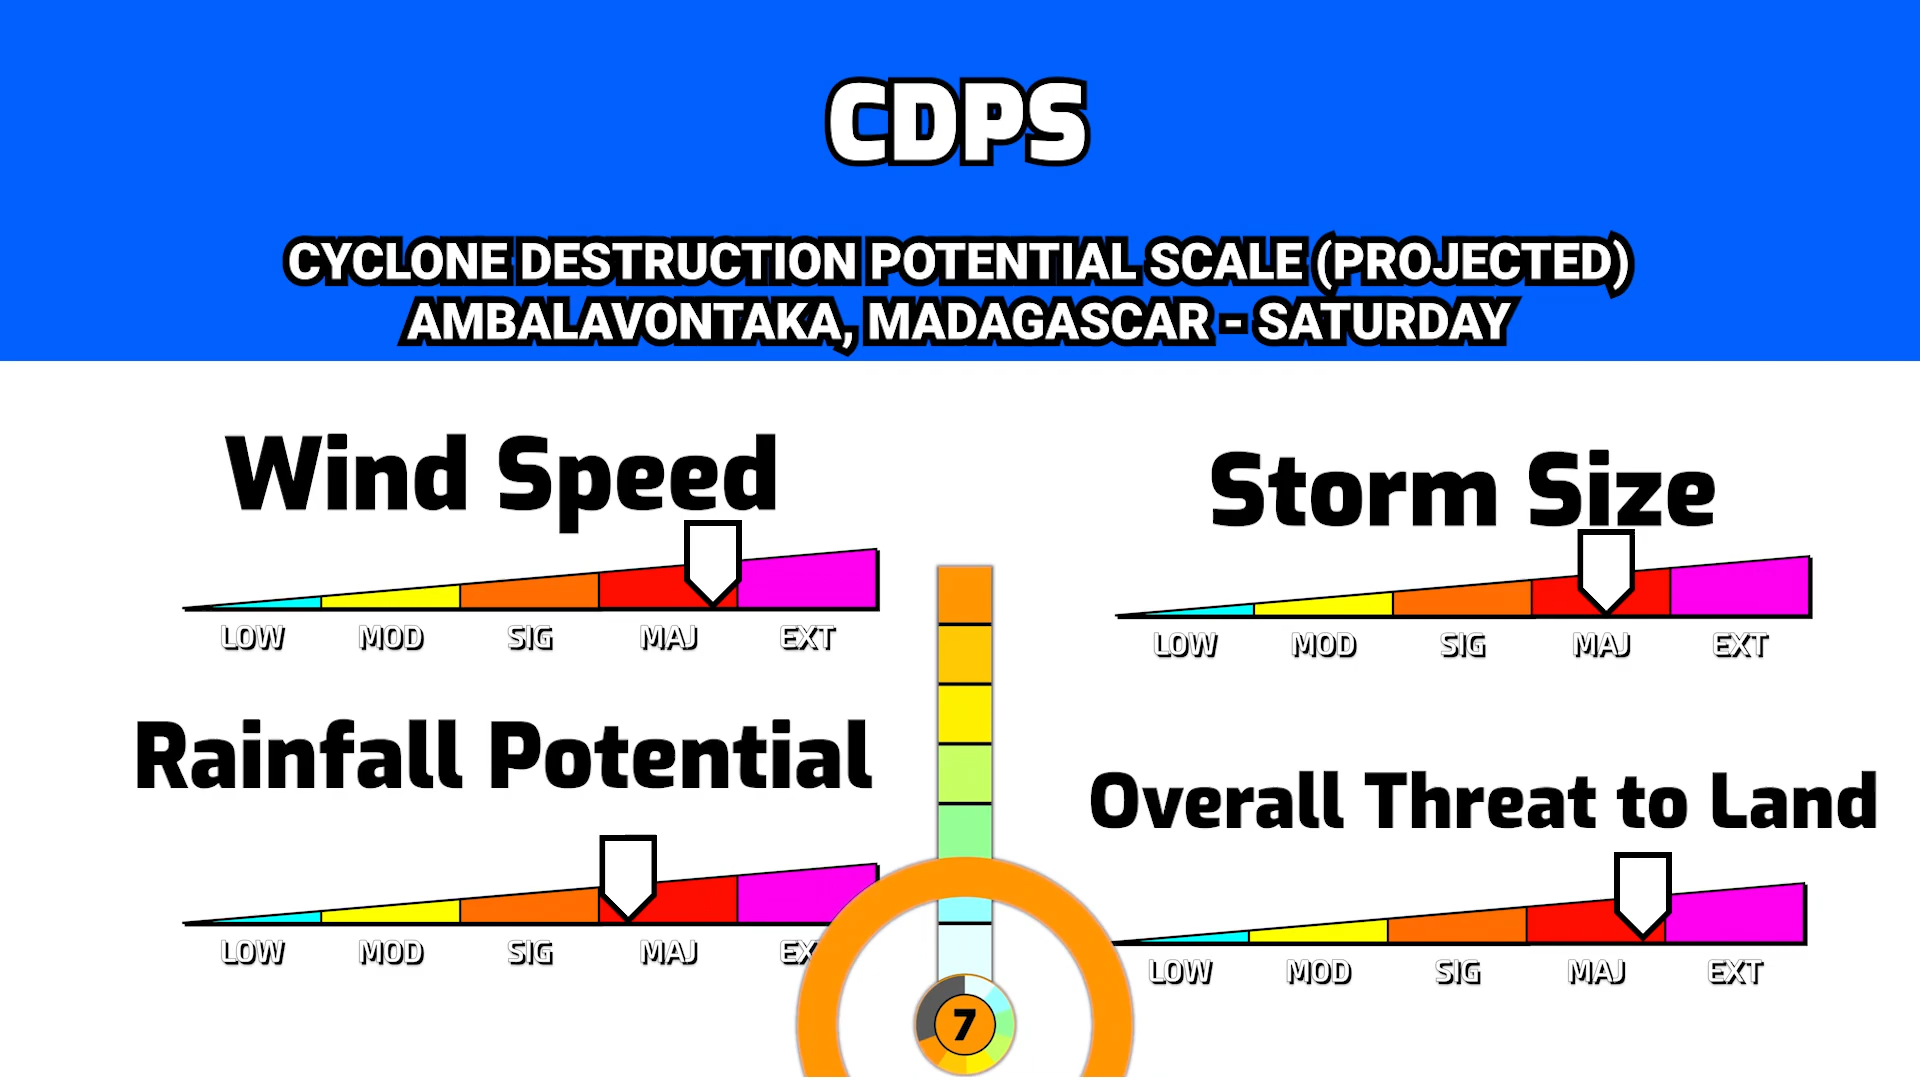 CDPS
CYCLONE DESTRUCTION POTENTIAL SCALE (PROJECTED)
AMBALAVONTAKA, MADAGASCAR - SATURDAY
Wind Speed
LOW MOD SIG MAJ EXT
Storm Size
LOW MOD SIG MAJ EXT
Rainfall Potential
LOW MOD SIG MAJ EX
Overall Threat to Land
LOW MOD SIG MAJ EXT
7